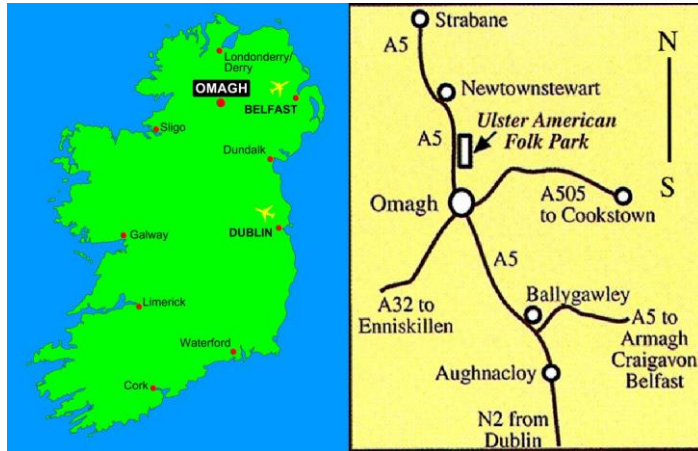 Londonderry/
Derry
OMAGH
BELFAST
Sligo
Dundalk
DUBLIN
Galway
Limerick
Waterford
Cork
Strabane
A5
N
Newtownstewart
Ulster American
Folk Park
A5
S
Omagh
A505
to Cookstown
A5
A32 to
Enniskillen
Ballygawley
A5 to
Armagh
Craigavon
Belfast
Aughnacloy
N2 from
Dublin